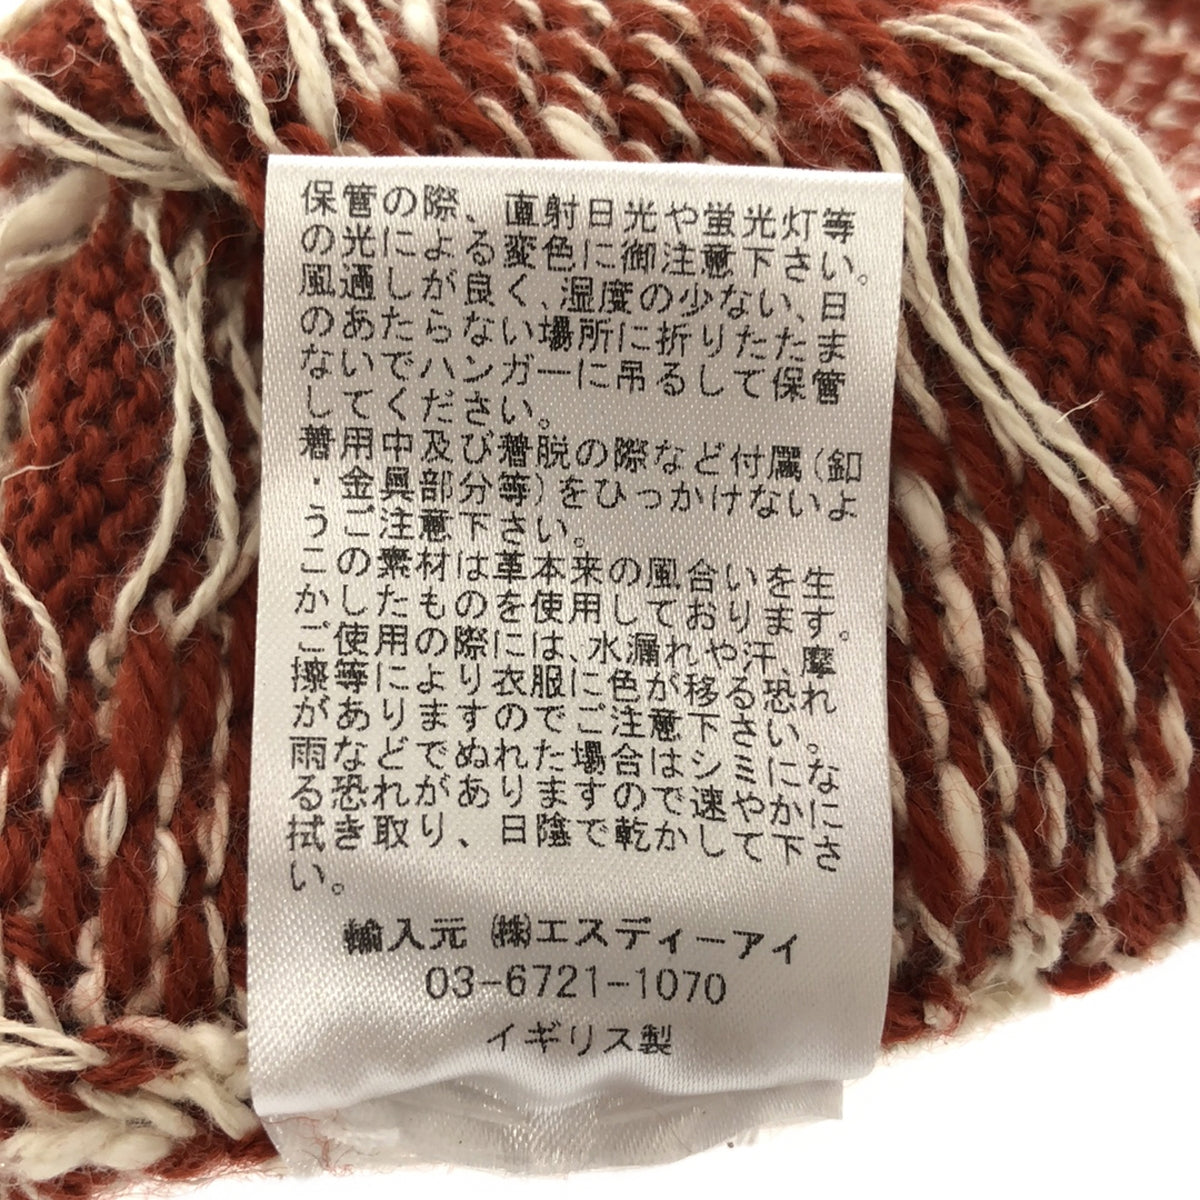 保管の際、直射日光や蛍光灯等
の光による変色に御注意下さい。
風通しが良く、湿度の少ない、日
のあたらない場所に折りたたま
ないでハンガーに吊るして保管
してください。
着用中及び着脱の際など付属(釦
・金具部分等)をひっかけないよ
うご注意下さい。
この素材は革本来の風合いを生
かしたものを使用しております。
ご使用の際には、水漏れや汗、摩
擦等により衣服に色が移る恐れ
がありますのでご注意下さい。
雨などでぬれた場合はシミにな
る恐れがありますので速やかに
拭き取り、日陰で乾かして下さ
い。
輸入元 ㈱エスディーアイ
03-6721-1070
イギリス製